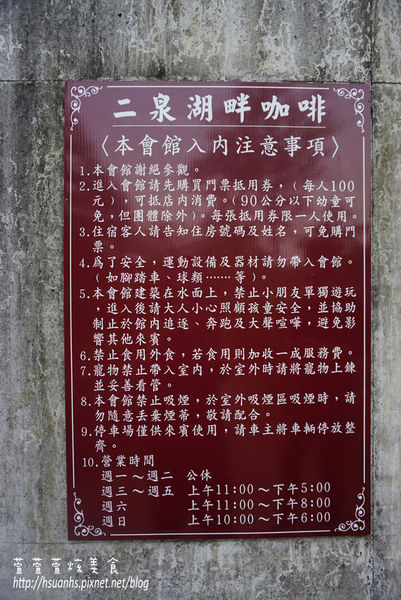 二泉湖畔咖啡
〈本會館入內注意事項〉
1.本會館謝絕參觀。
2.進入會館請先購買門票抵用券，（每人100
元），可抵店內消費。（90公分以下幼童可
免，但團體除外）。每張抵用券限一人使用。
3.住宿客人請告知住房號碼及姓名，可免購門
票。
4.為了安全，運動設備及器材請勿帶入會館。
（如腳踏車、球類⋯⋯等）。
5.本會館建築在水面上，禁止小朋友單獨遊玩
，進入後請大人小心照顧孩童安全，並協助
制止於館內追逐、奔跑及大聲喧嘩，避免影
響其他來賓。
6.禁止食用外食，若食用則加收一成服務費。
7.寵物禁止帶入室內，於室外時請將寵物上鍊
並妥善看管。
8.本會館禁止吸煙，於室外吸煙區吸煙時，請
勿隨意丟棄煙蒂，敬請配合。
9.停車場僅供來賓使用，請車主將車輛停放整
齊。
10.營業時間
週一～週二 公休
週三～週五 上午11:00～下午5:00
週六 上午11:00～下午8:00
週日 上午10:00～下午6:00
萱萱萱炫美食
http://hsuanhs.pixnet.net/blog